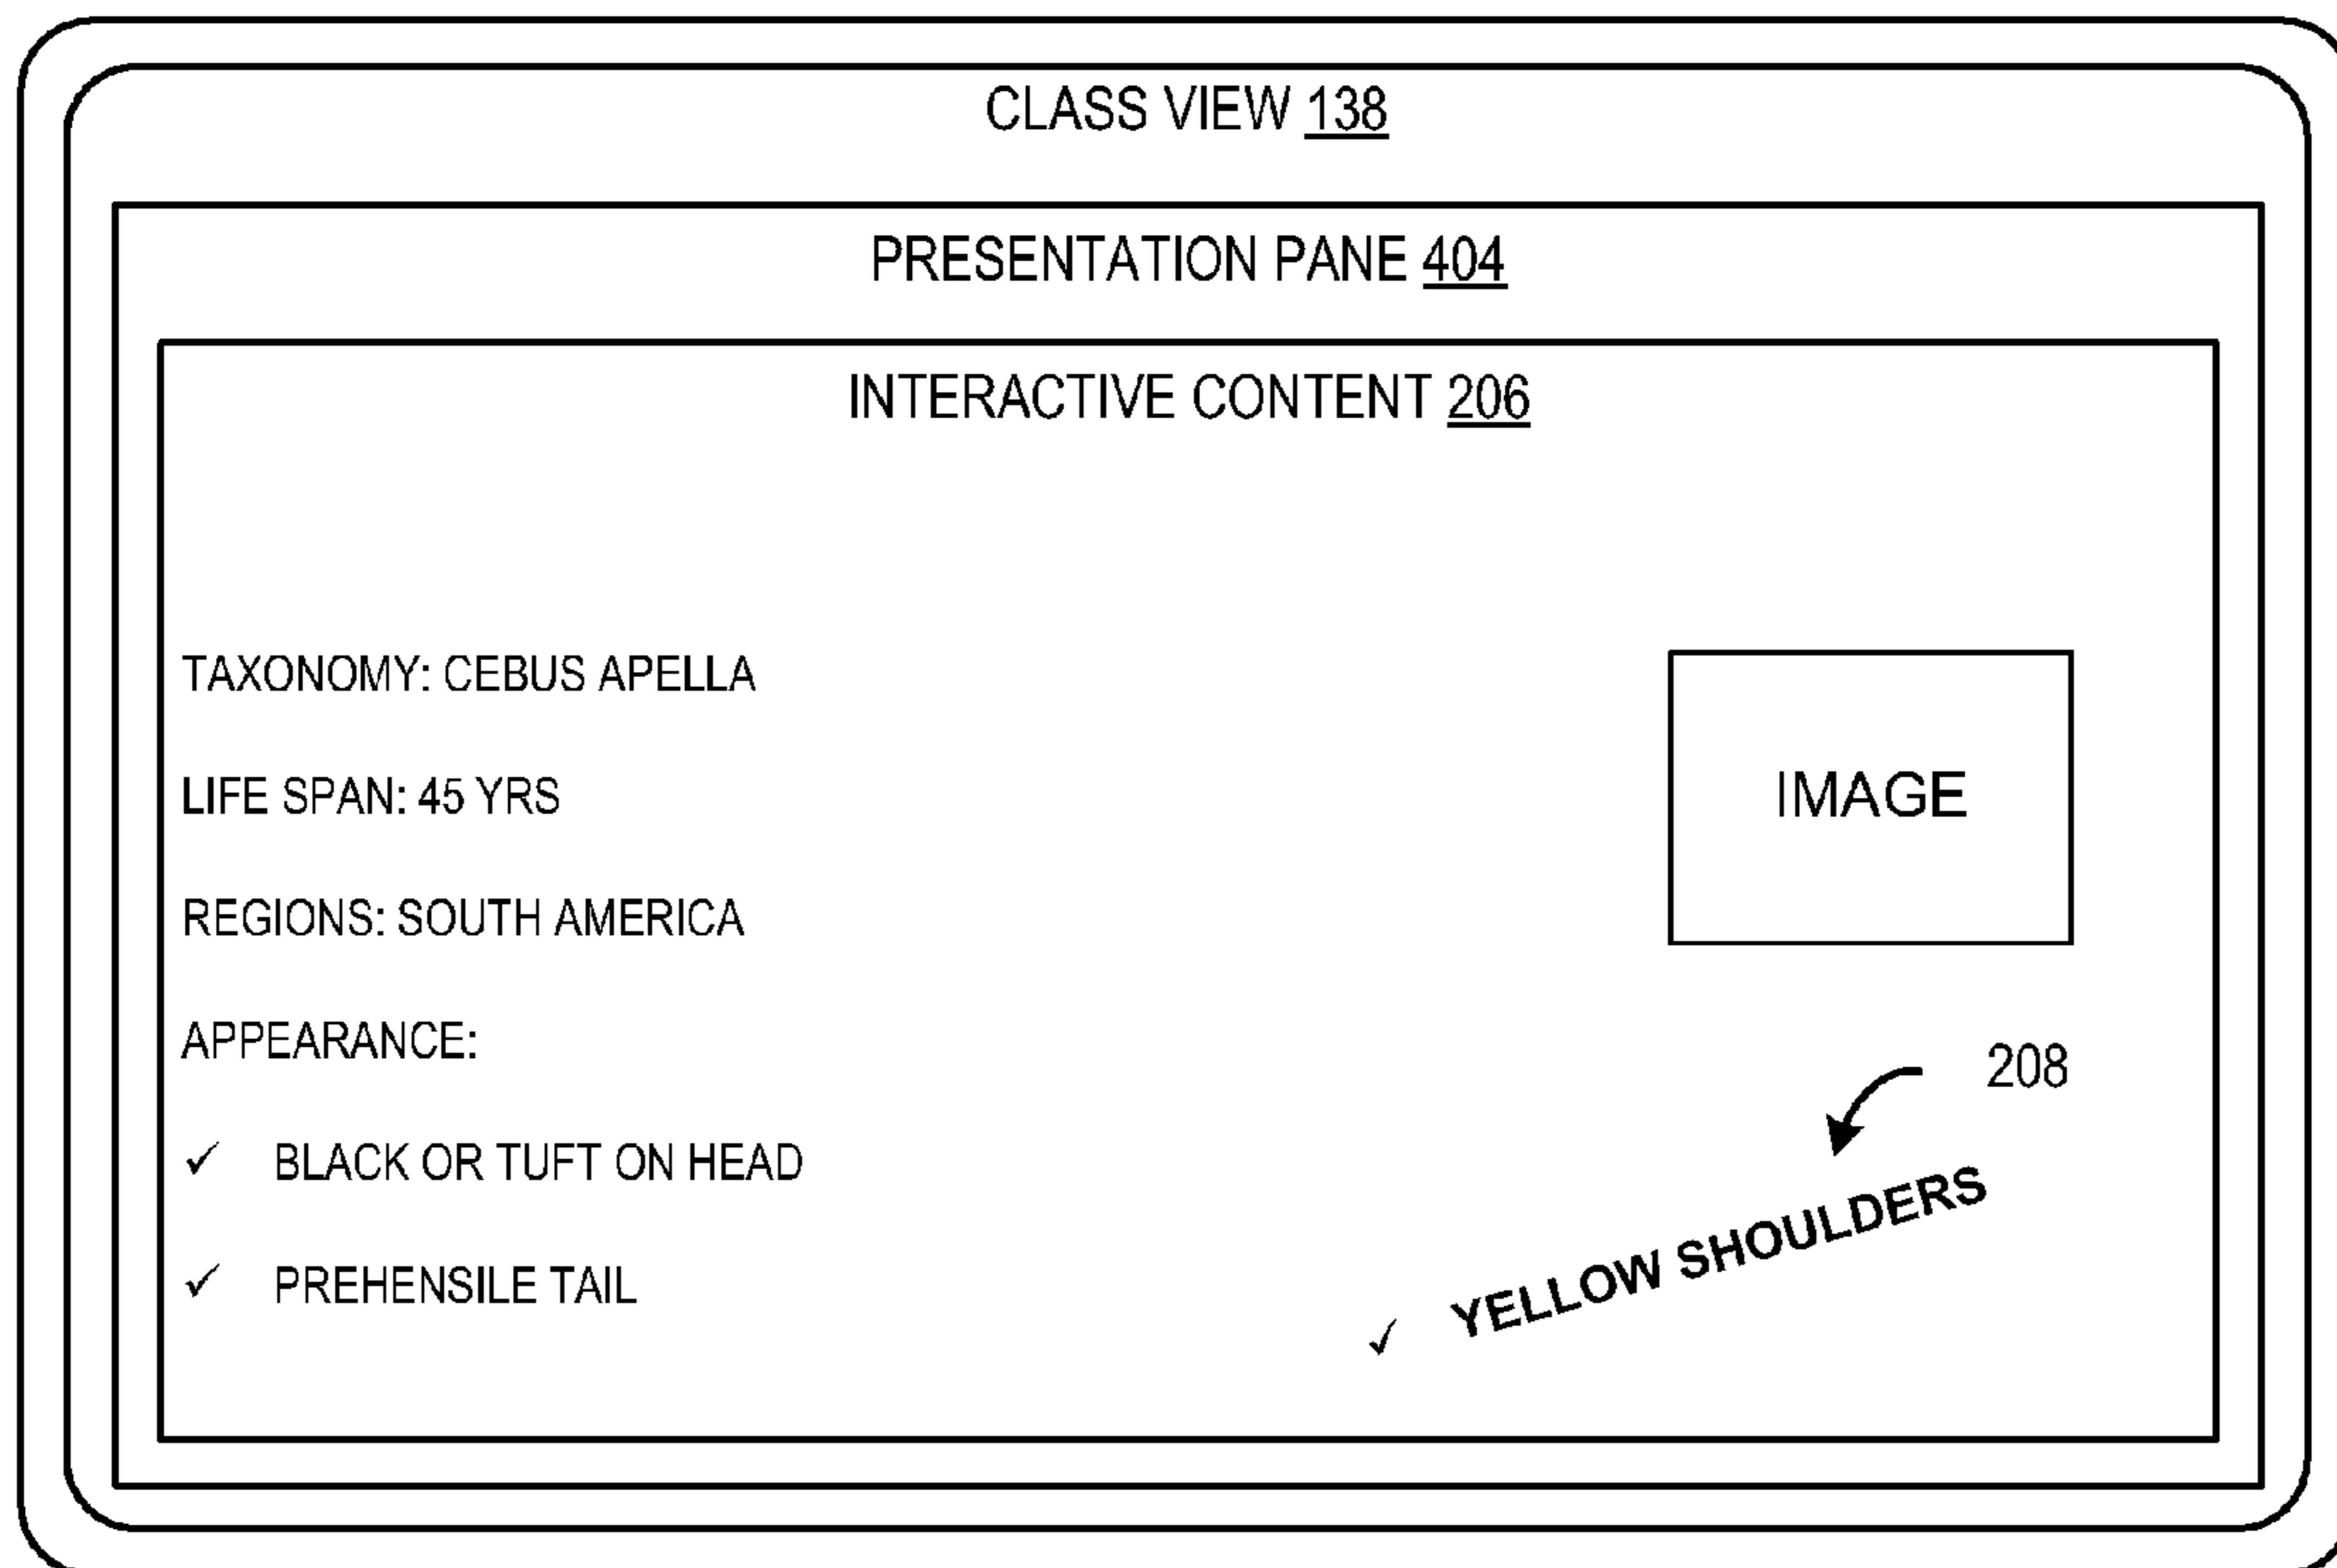 CLASS VIEW 138
PRESENTATION PANE 404
INTERACTIVE CONTENT 206
TAXONOMY: CEBUS APELLA
LIFE SPAN: 45 YRS
REGIONS: SOUTH AMERICA
APPEARANCE:
✓ BLACK OR TUFT ON HEAD
✓ PREHENSILE TAIL
IMAGE
208
✓ YELLOW SHOULDERS